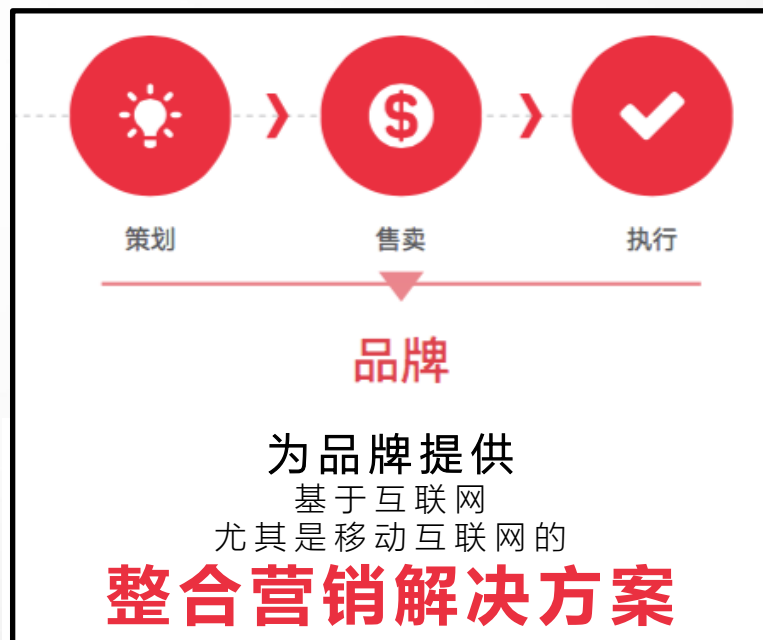 策划
售卖
执行
品牌
为品牌提供
基于互联网
尤其是移动互联网的
整合营销解决方案